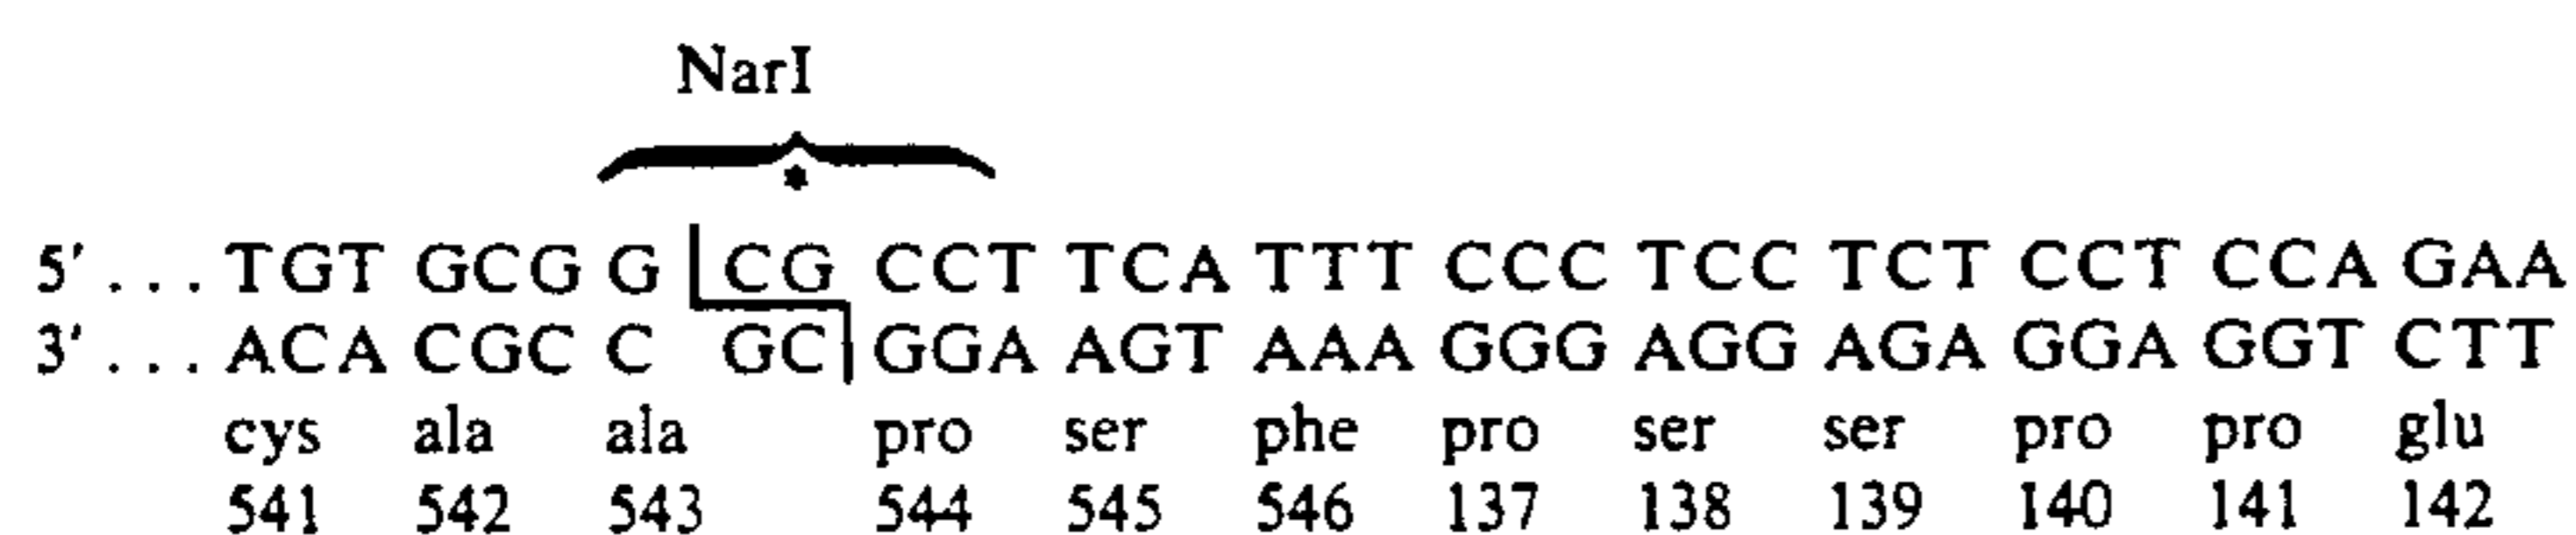 NarI
*
5' ... TGT GCG G CG CCT TCA TTT CCC TCC TCT CCT CCA GAA
3' ... ACA CGC C GC GGA AGT AAA GGG AGG AGA GGA GGT CTT
cys ala ala pro ser phe pro ser ser pro pro glu
541 542 543 544 545 546 137 138 139 140 141 142